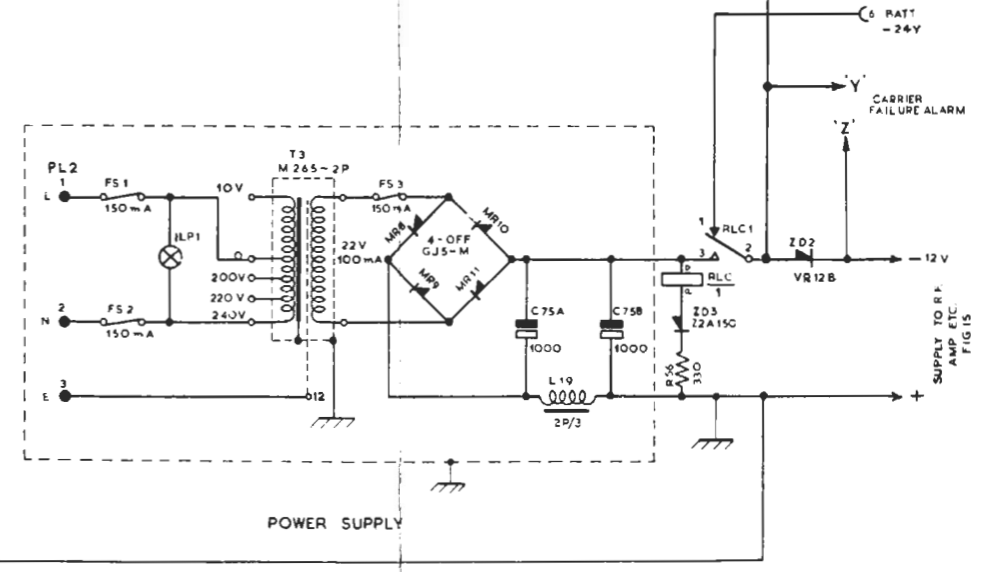 6 BATT
- 24V
'Y'
CARRIER
FAILURE ALARM
'Z'
T3
M265~2P
PL2
1
L
FS1
150mA
10V
FS3
150mA
MR8
MR10
4-OFF
GJ5-M
MR9
MR11
ILP1
0
200V
220V
240V
22V
100mA
1
RLC1
3
2
ZD2
VR12B
- 12V
P
P
RLC
1
2
N
FS2
150mA
C75A
1000
C75B
1000
ZD3
Z2A15C
R56
330
SUPPLY TO R.F.
AMP ETC.
FIG 15
3
E
12
L19
2P/3
+
POWER SUPPLY